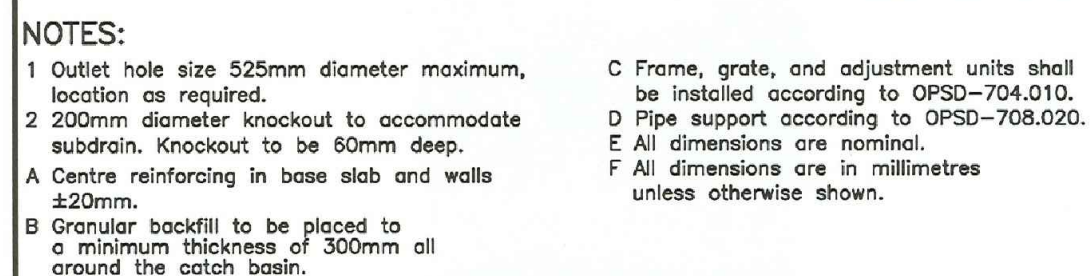 NOTES:
1 Outlet hole size 525mm diameter maximum,
location as required.
2 200mm diameter knockout to accommodate
subdrain. Knockout to be 60mm deep.
A Centre reinforcing in base slab and walls
±20mm.
B Granular backfill to be placed to
a minimum thickness of 300mm all
around the catch basin.
C Frame, grate, and adjustment units shall
be installed according to OPSD-704.010.
D Pipe support according to OPSD-708.020.
E All dimensions are nominal.
F All dimensions are in millimetres
unless otherwise shown.